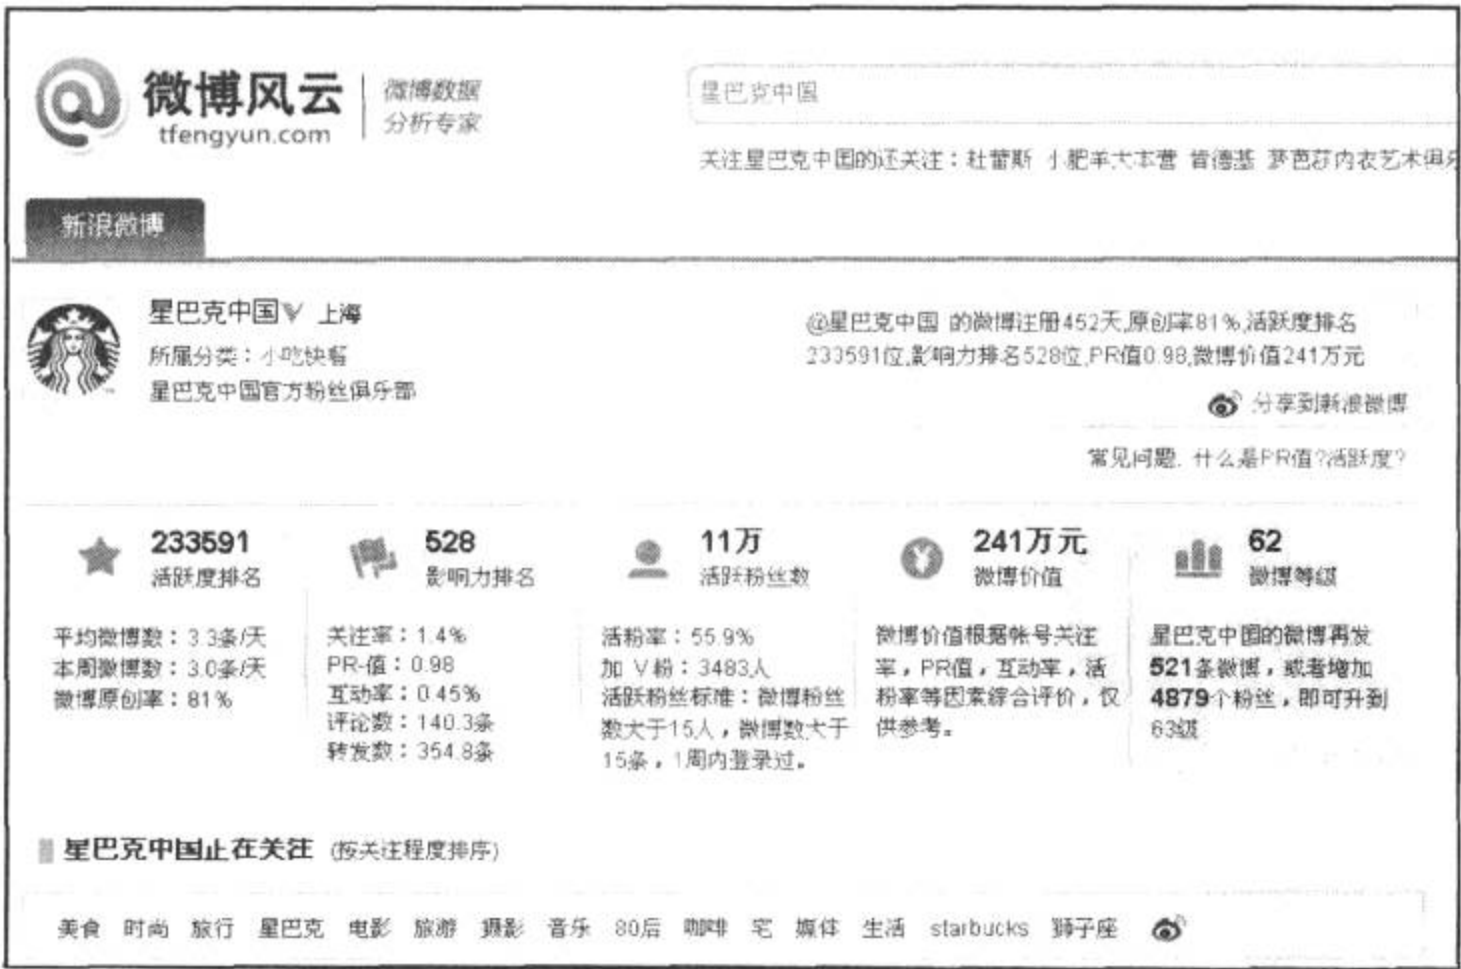 微博风云
tfengyun.com
微博数据
分析专家
星巴克中国
关注星巴克中国的还关注：杜蕾斯 小肥羊大本营 肯德基 梦芭莎内衣艺术俱乐
新浪微博
星巴克中国 上海
所属分类：小吃快餐
星巴克中国官方粉丝俱乐部
@星巴克中国 的微博注册452天,原创率81%,活跃度排名
233591位,影响力排名528位,PR值0.98,微博价值241万元
分享到新浪微博
常见问题. 什么是PR值?活跃度?
233591
活跃度排名
平均微博数：3.3条/天
本周微博数：3.0条/天
微博原创率：81%
528
影响力排名
关注率：1.4%
PR-值：0.98
互动率：0.45%
评论数：140.3条
转发数：354.8条
11万
活跃粉丝数
活粉率：55.9%
加 V 粉：3483人
活跃粉丝标准：微博粉丝
数大于15人，微博数大于
15条，1周内登录过。
241万元
微博价值
微博价值根据帐号关注
率，PR值，互动率，活
粉率等因素综合评价，仅
供参考。
62
微博等级
星巴克中国的微博再发
521条微博，或者增加
4879个粉丝，即可升到
63级
星巴克中国正在关注 (按关注程度排序)
美食 时尚 旅行 星巴克 电影 旅游 摄影 音乐 80后 咖啡 宅 媒体 生活 starbucks 狮子座